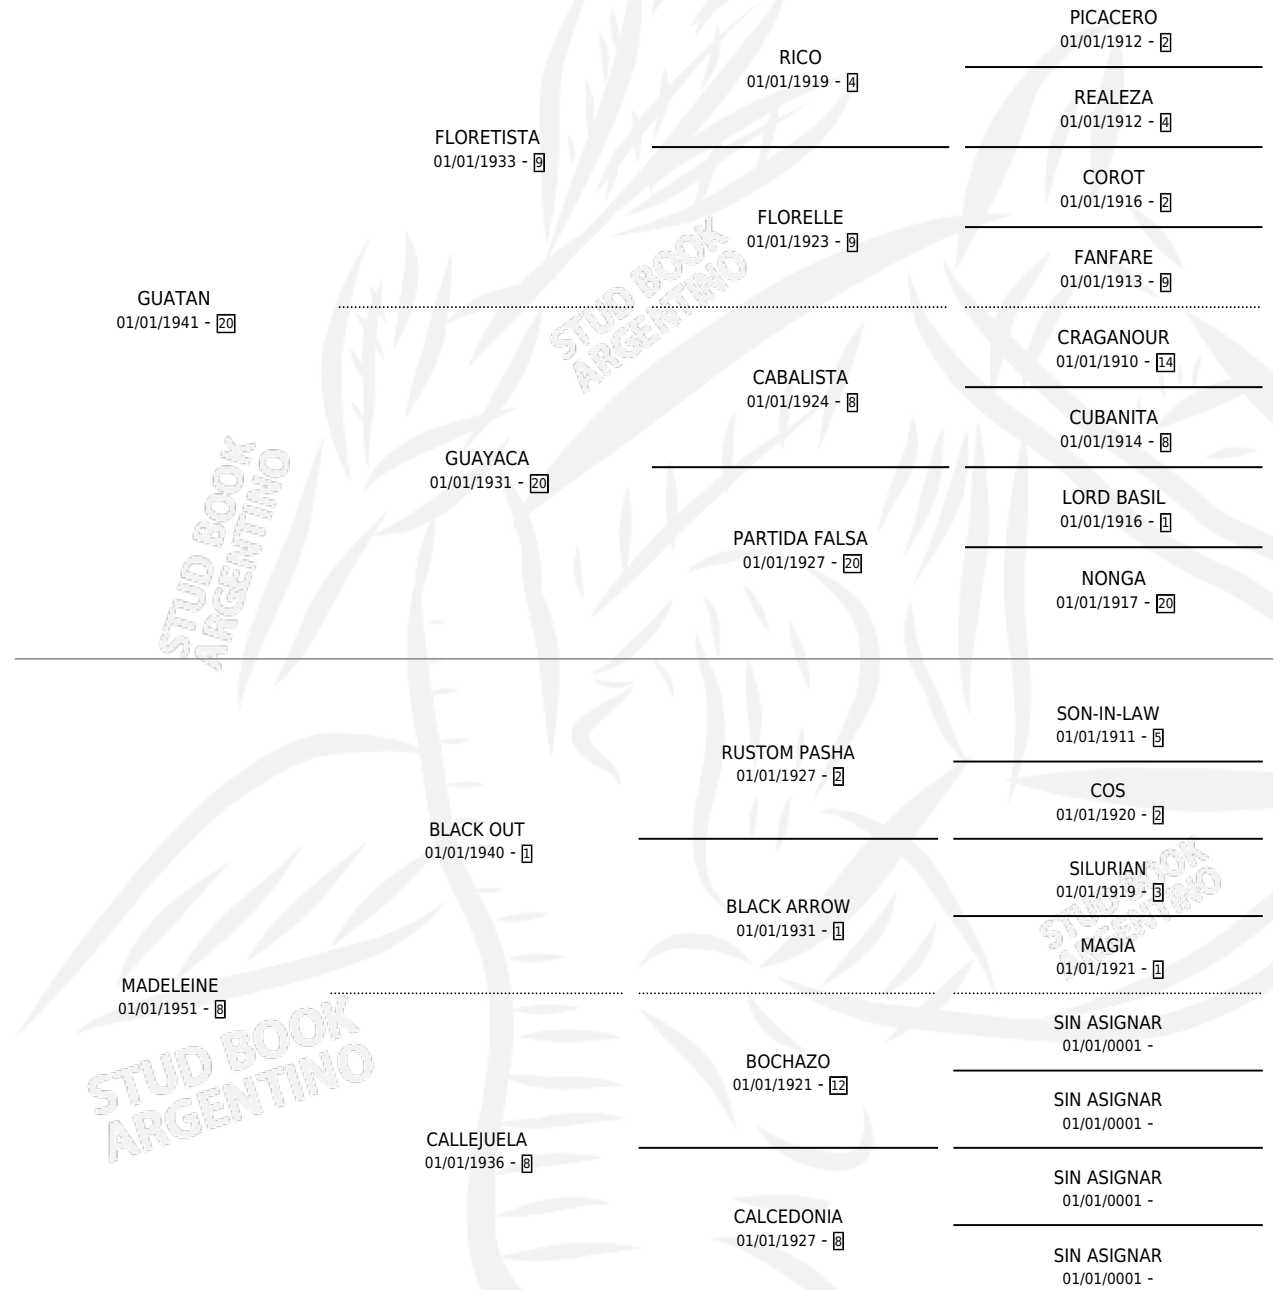 PICACERO
01/01/1912 - 2
RICO
01/01/1919 - 4
REALEZA
01/01/1912 - 4
FLORETISTA
01/01/1933 - 9
COROT
01/01/1916 - 2
FLORELLE
01/01/1923 - 9
FANFARE
01/01/1913 - 9
GUATAN
01/01/1941 - 20
CRAGANOUR
01/01/1910 - 14
CABALISTA
01/01/1924 - 8
CUBANITA
01/01/1914 - 8
GUAYACA
01/01/1931 - 20
LORD BASIL
01/01/1916 - 1
PARTIDA FALSA
01/01/1927 - 20
NONGA
01/01/1917 - 20
SON-IN-LAW
01/01/1911 - 5
RUSTOM PASHA
01/01/1927 - 2
COS
01/01/1920 - 2
BLACK OUT
01/01/1940 - 1
SILURIAN
01/01/1919 - 3
BLACK ARROW
01/01/1931 - 1
MAGIA
01/01/1921 - 1
MADELEINE
01/01/1951 - 8
SIN ASIGNAR
01/01/0001 -
BOCHAZO
01/01/1921 - 12
SIN ASIGNAR
01/01/0001 -
CALLEJUELA
01/01/1936 - 8
SIN ASIGNAR
01/01/0001 -
CALCEDONIA
01/01/1927 - 8
SIN ASIGNAR
01/01/0001 -
STUD BOOK
ARGENTINO
STUD BOOK
ARGENTINO
STUD BOOK
ARGENTINO
STUD BOOK
ARGENTINO